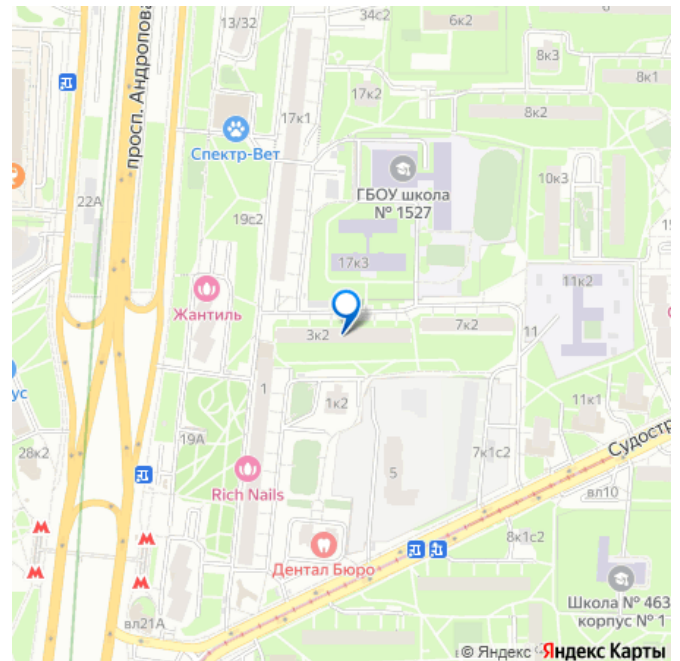 13/32
34с2
6к2
8к3
8к1
просп. Андропова
17к2
17к1
8к2
Спектр-Вет
ГБОУ школа
№ 1527
10к3
22А
19с2
17к3
11к2
Жантиль
3к2
7к2
11
1
1к2
11к1
19А
28к2
5
7к1с2
Судостр
Rich Nails
вл10
8к1с2
Дентал Бюро
Школа № 463
корпус № 1
вл21А
© Яндекс
Яндекс Карты